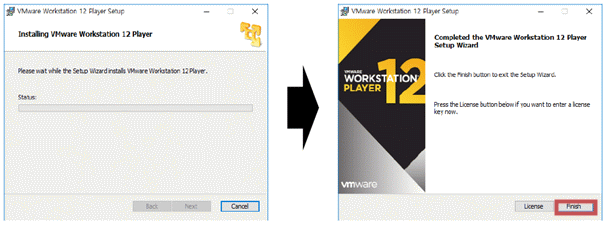 VMware Workstation 12 Player Setup
Installing VMware Workstation 12 Player
Please wait while the Setup Wizard installs VMware Workstation 12 Player.
Status:
Back
Next
Cancel
VMware Workstation 12 Player Setup
Completed the VMware Workstation 12 Player
Setup Wizard
Click the Finish button to exit the Setup Wizard.
Press the License button below if you want to enter a license
key now.
VMWARE
WORKSTATION
PLAYER 12
vmware
License
Finish